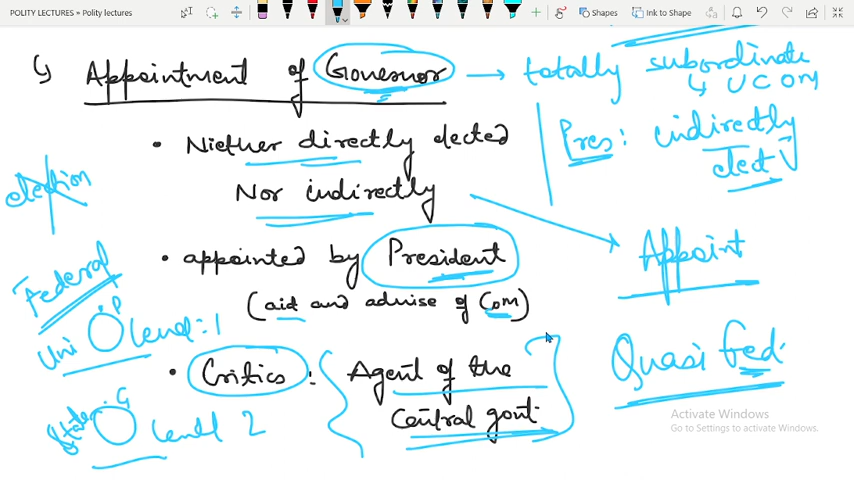 POLITY LECTURES » Polity lectures
Shapes
Ink to Shape
Appointment of Governor → totally subordinate
↳ UCOM
Pres: indirectly
elect
• Niether directly elected
Nor indirectly
election
Appoint
• appointed by President
(aid and advise of COM)
Federal
Uni P level:1
Quasi fed.
• Critics: Agent of the
Central govt.
State G level 2
Activate Windows
Go to Settings to activate Windows.